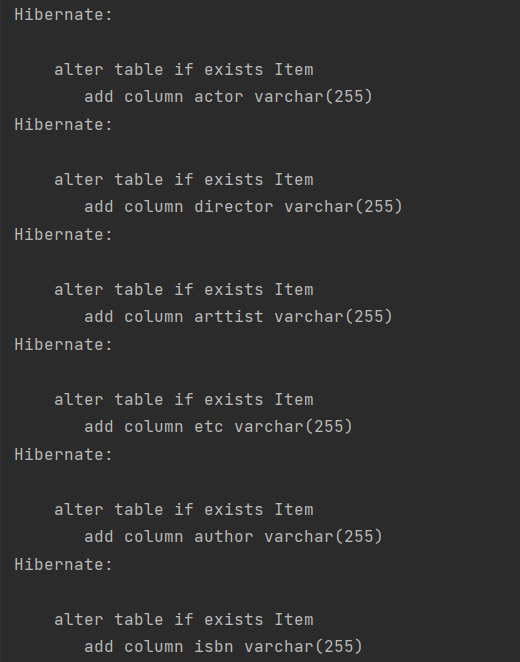 Hibernate:
alter table if exists Item
add column actor varchar(255)
Hibernate:
alter table if exists Item
add column director varchar(255)
Hibernate:
alter table if exists Item
add column arttist varchar(255)
Hibernate:
alter table if exists Item
add column etc varchar(255)
Hibernate:
alter table if exists Item
add column author varchar(255)
Hibernate:
alter table if exists Item
add column isbn varchar(255)